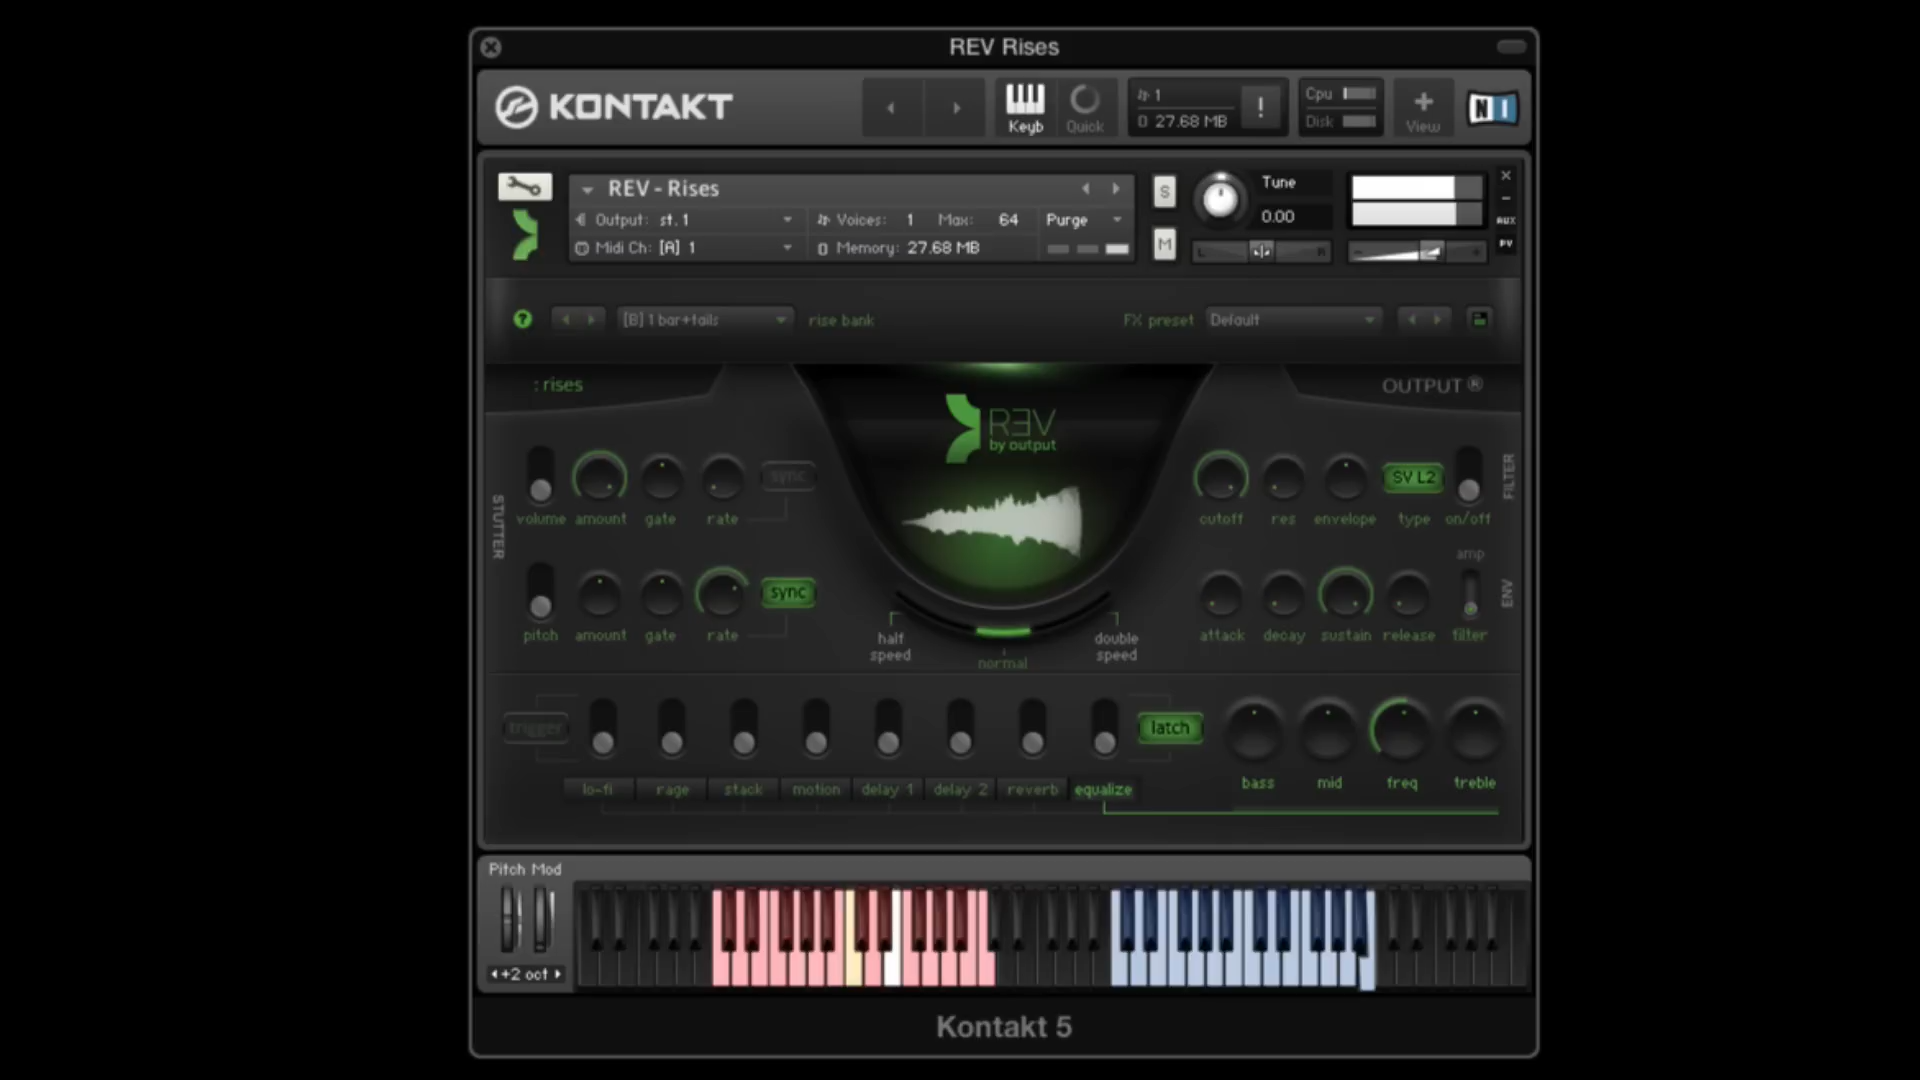 REV Rises
KONTAKT
Keyb
Quick
1
0 27.68 MB
!
Cpu
Disk
View
N I
REV - Rises
Output: st. 1
Voices: 1 Max: 64
Purge
Midi Ch: [A] 1
Memory: 27.68 MB
S
M
Tune
0.00
L
R
AUX
PV
?
[B] 1 bar+tails
rise bank
FX preset
Default
: rises
OUTPUT ®
REV
by output
STUTTER
volume amount gate rate
sync
pitch amount gate rate
sync
half speed
normal
double speed
cutoff res envelope type on/off
SV L2
FILTER
amp
attack decay sustain release filter
ENV
trigger
latch
lo-fi rage stack motion delay 1 delay 2 reverb equalize
bass mid freq treble
Pitch Mod
+2 oct
Kontakt 5